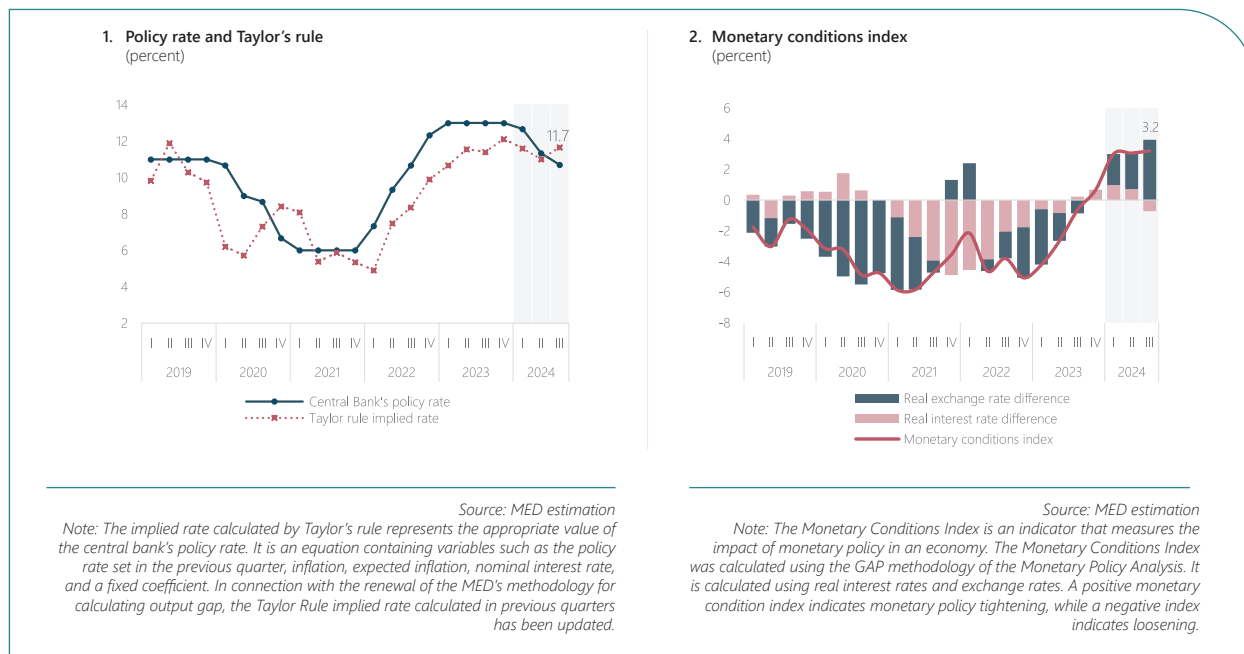 1. Policy rate and Taylor's rule
(percent)
14
12
10
8
6
4
2
11.7
I II III IV I II III IV I II III IV I II III IV I II III IV I II III
2019 2020 2021 2022 2023 2024
Central Bank's policy rate
Taylor rule implied rate
Source: MED estimation
Note: The implied rate calculated by Taylor's rule represents the appropriate value of
the central bank's policy rate. It is an equation containing variables such as the policy
rate set in the previous quarter, inflation, expected inflation, nominal interest rate,
and a fixed coefficient. In connection with the renewal of the MED's methodology for
calculating output gap, the Taylor Rule implied rate calculated in previous quarters
has been updated.
2. Monetary conditions index
(percent)
6
4
2
0
-2
-4
-6
-8
3.2
I II III IV I II III IV I II III IV I II III IV I II III IV I II III
2019 2020 2021 2022 2023 2024
Real exchange rate difference
Real interest rate difference
Monetary conditions index
Source: MED estimation
Note: The Monetary Conditions Index is an indicator that measures the
impact of monetary policy in an economy. The Monetary Conditions Index
was calculated using the GAP methodology of the Monetary Policy Analysis. It
is calculated using real interest rates and exchange rates. A positive monetary
condition index indicates monetary policy tightening, while a negative index
indicates loosening.